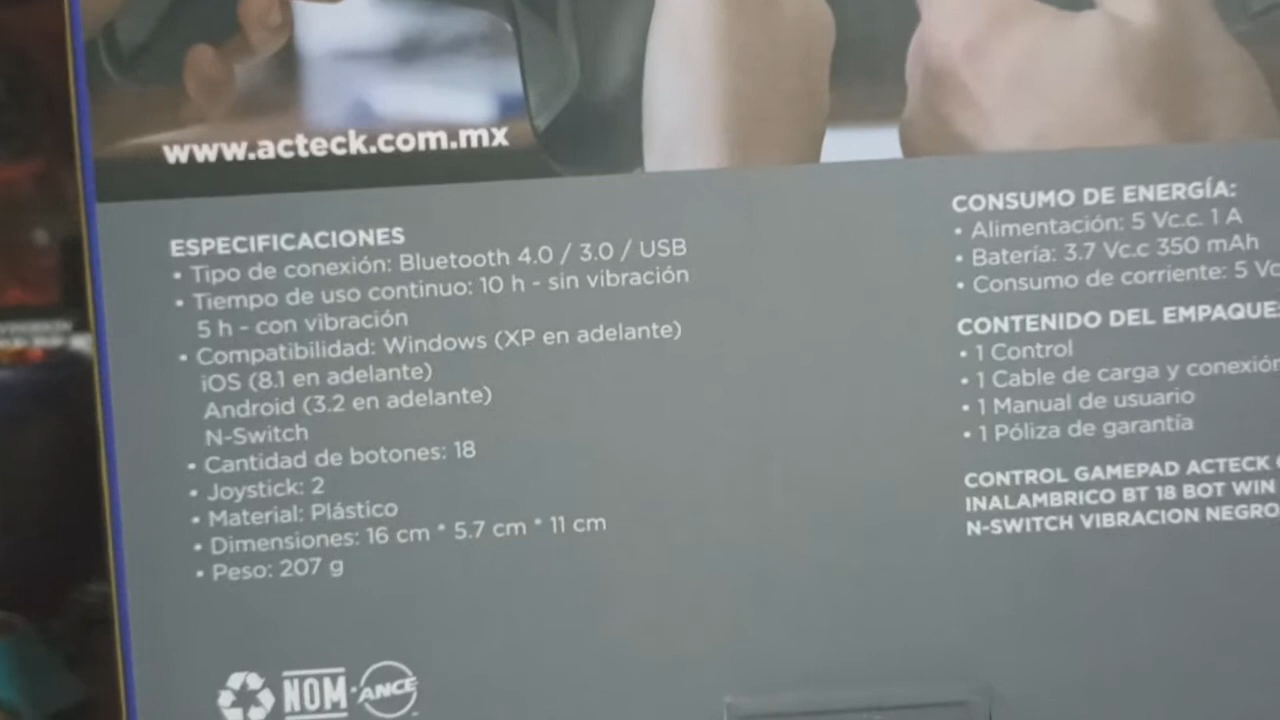 www.acteck.com.mx
ESPECIFICACIONES
• Tipo de conexión: Bluetooth 4.0 / 3.0 / USB
• Tiempo de uso continuo: 10 h - sin vibración
5 h - con vibración
• Compatibilidad: Windows (XP en adelante)
iOS (8.1 en adelante)
Android (3.2 en adelante)
N-Switch
• Cantidad de botones: 18
• Joystick: 2
• Material: Plástico
• Dimensiones: 16 cm * 5.7 cm * 11 cm
• Peso: 207 g
NOM-ANCE
CONSUMO DE ENERGÍA:
• Alimentación: 5 Vc.c. 1 A
• Batería: 3.7 Vc.c 350 mAh
• Consumo de corriente: 5 Vc
CONTENIDO DEL EMPAQUE:
• 1 Control
• 1 Cable de carga y conexión
• 1 Manual de usuario
• 1 Póliza de garantía
CONTROL GAMEPAD ACTECK
INALAMBRICO BT 18 BOT WIN
N-SWITCH VIBRACION NEGRO